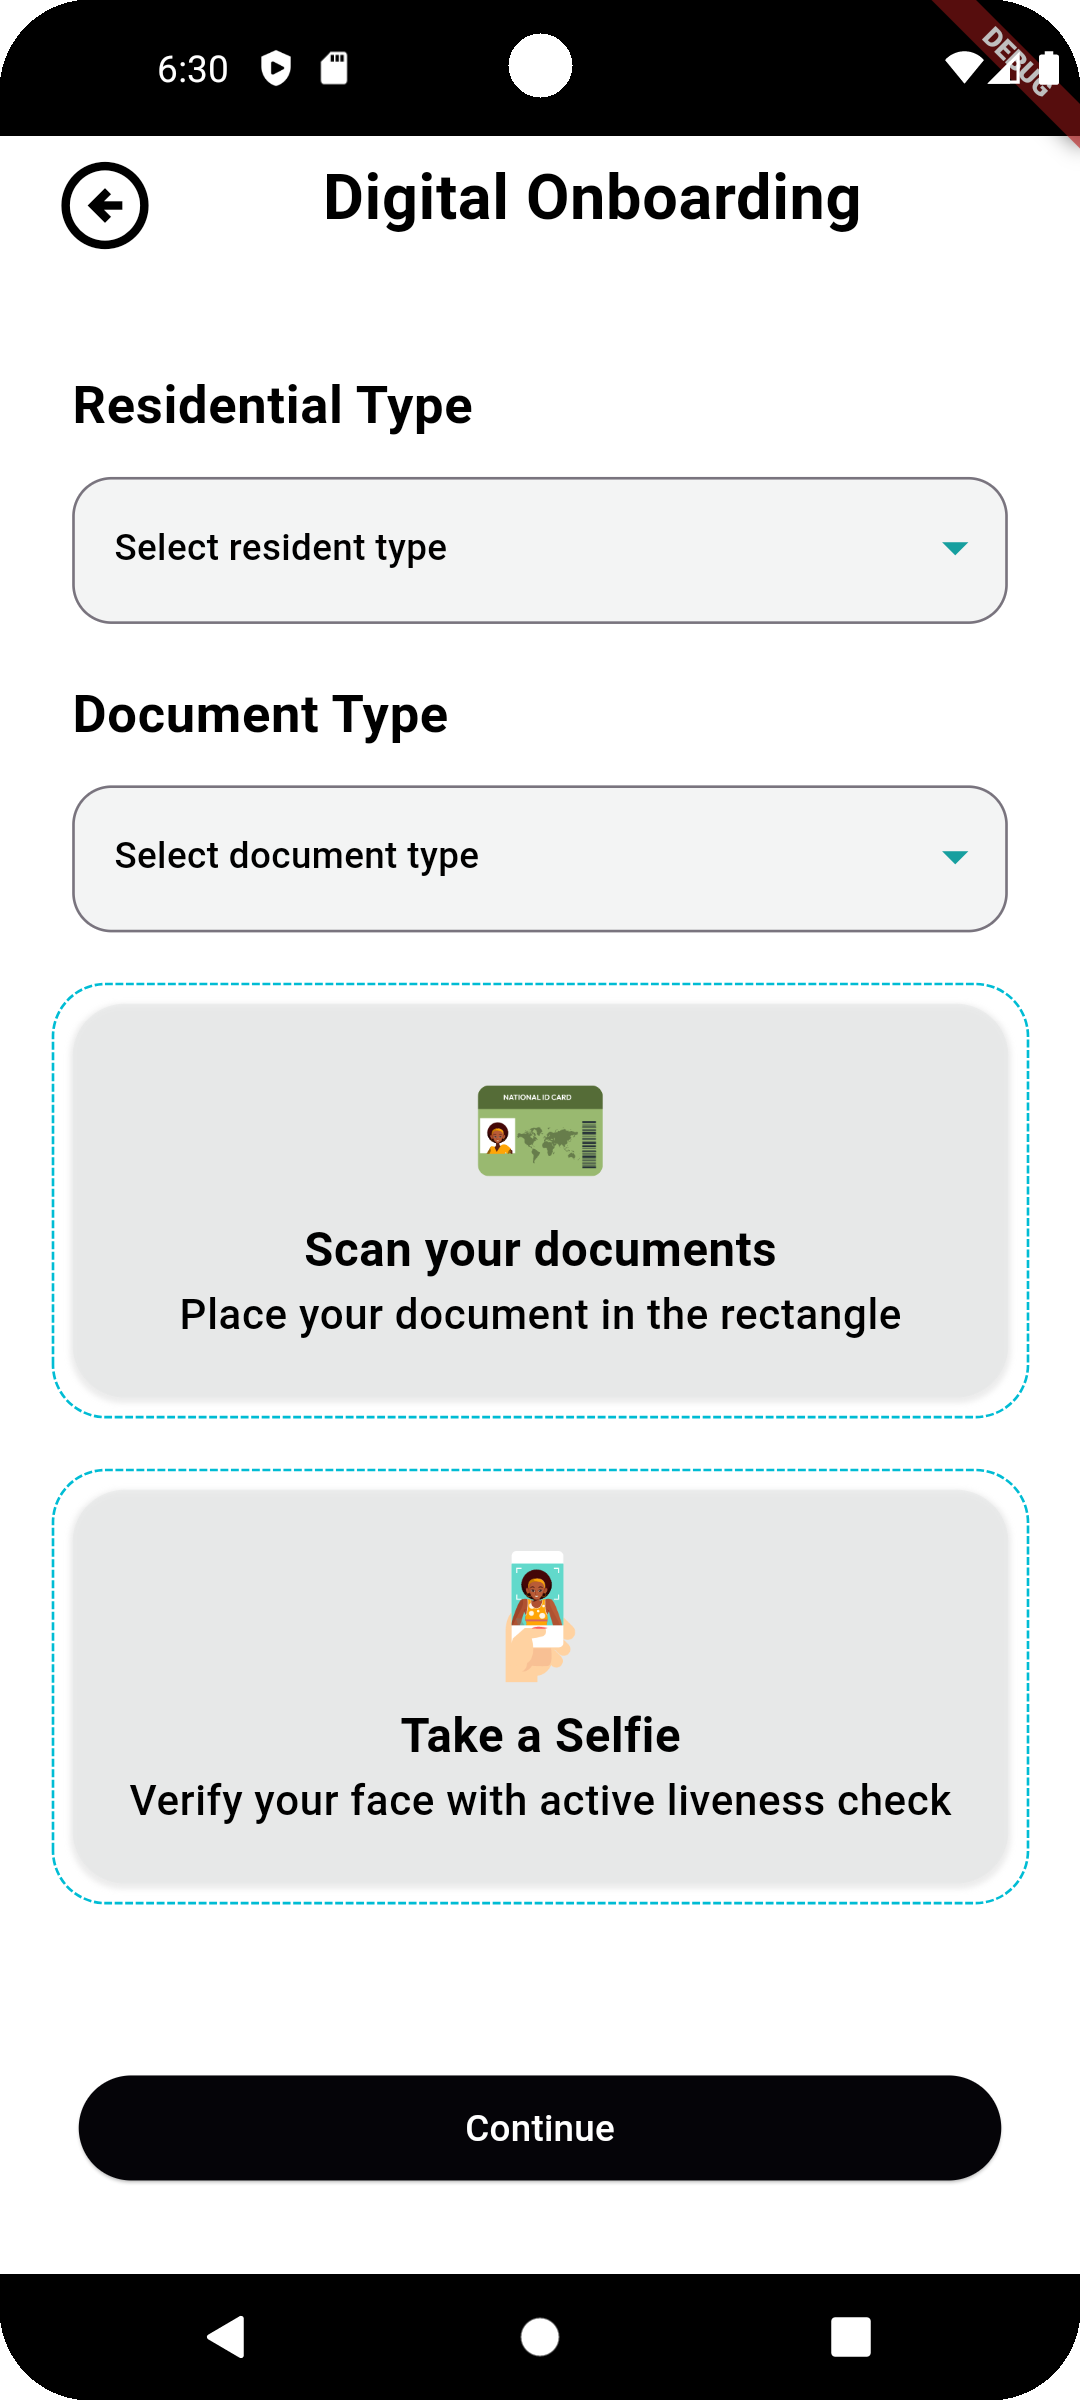 6:30
DEBUG
Digital Onboarding
Residential Type
Select resident type
Document Type
Select document type
NATIONAL ID CARD
Scan your documents
Place your document in the rectangle
Take a Selfie
Verify your face with active liveness check
Continue